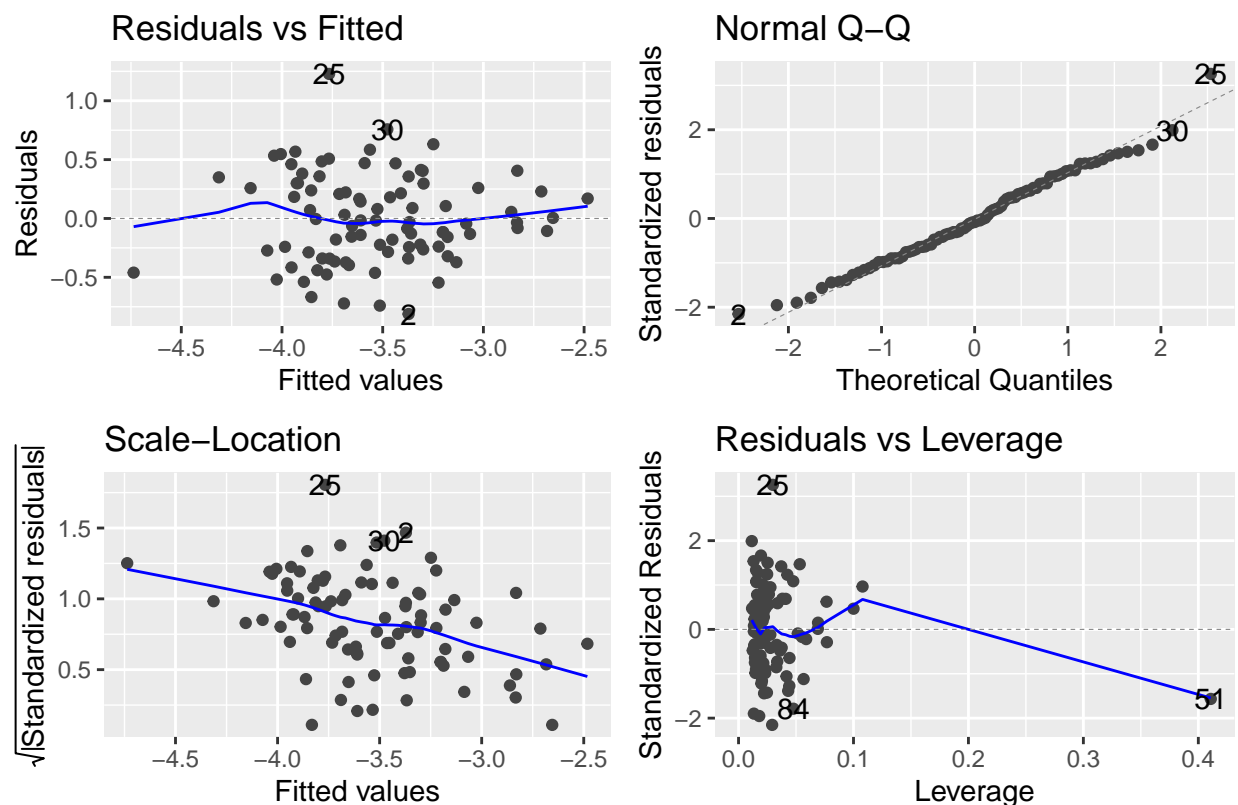 Residuals vs Fitted
Residuals
1.0
0.5
0.0
−0.5
25
30
2
−4.5 −4.0 −3.5 −3.0 −2.5
Fitted values
Normal Q−Q
Standardized residuals
2
0
−2
25
30
2
−2 −1 0 1 2
Theoretical Quantiles
Scale−Location
√|Standardized residuals|
1.5
1.0
0.5
25
2
30
−4.5 −4.0 −3.5 −3.0 −2.5
Fitted values
Residuals vs Leverage
Standardized Residuals
2
0
−2
25
84
51
0.0 0.1 0.2 0.3 0.4
Leverage